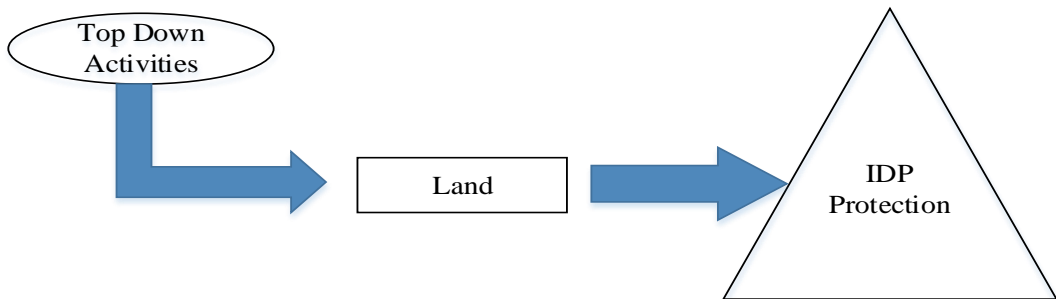 Top Down
Activities
Land
IDP
Protection